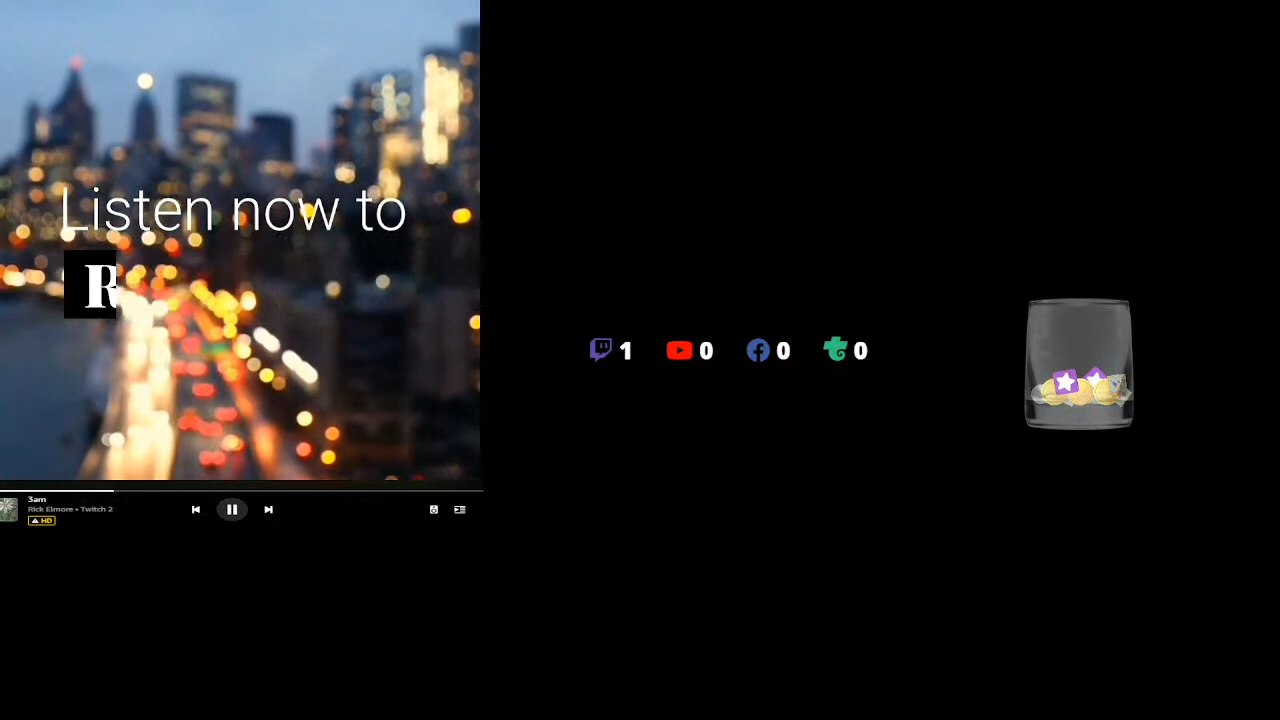 Listen now to
R
1 0 0 0
3am
Rick Elmore • Twitch 2
HD